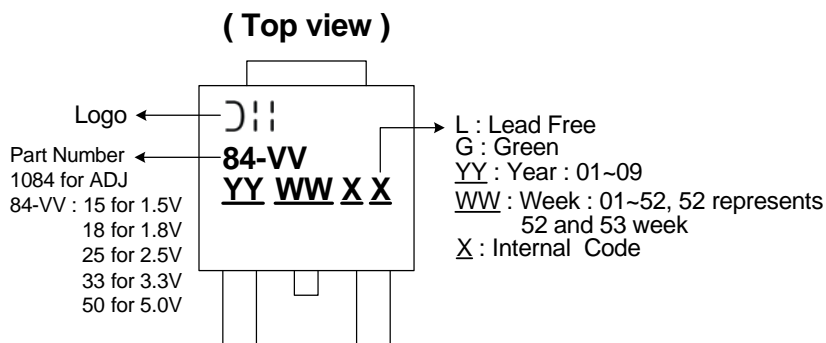 ( Top view )
Logo
Part Number
1084 for ADJ
84-VV : 15 for 1.5V
18 for 1.8V
25 for 2.5V
33 for 3.3V
50 for 5.0V
84-VV
YY WW X X
L : Lead Free
G : Green
YY : Year : 01~09
WW : Week : 01~52, 52 represents
52 and 53 week
X : Internal Code